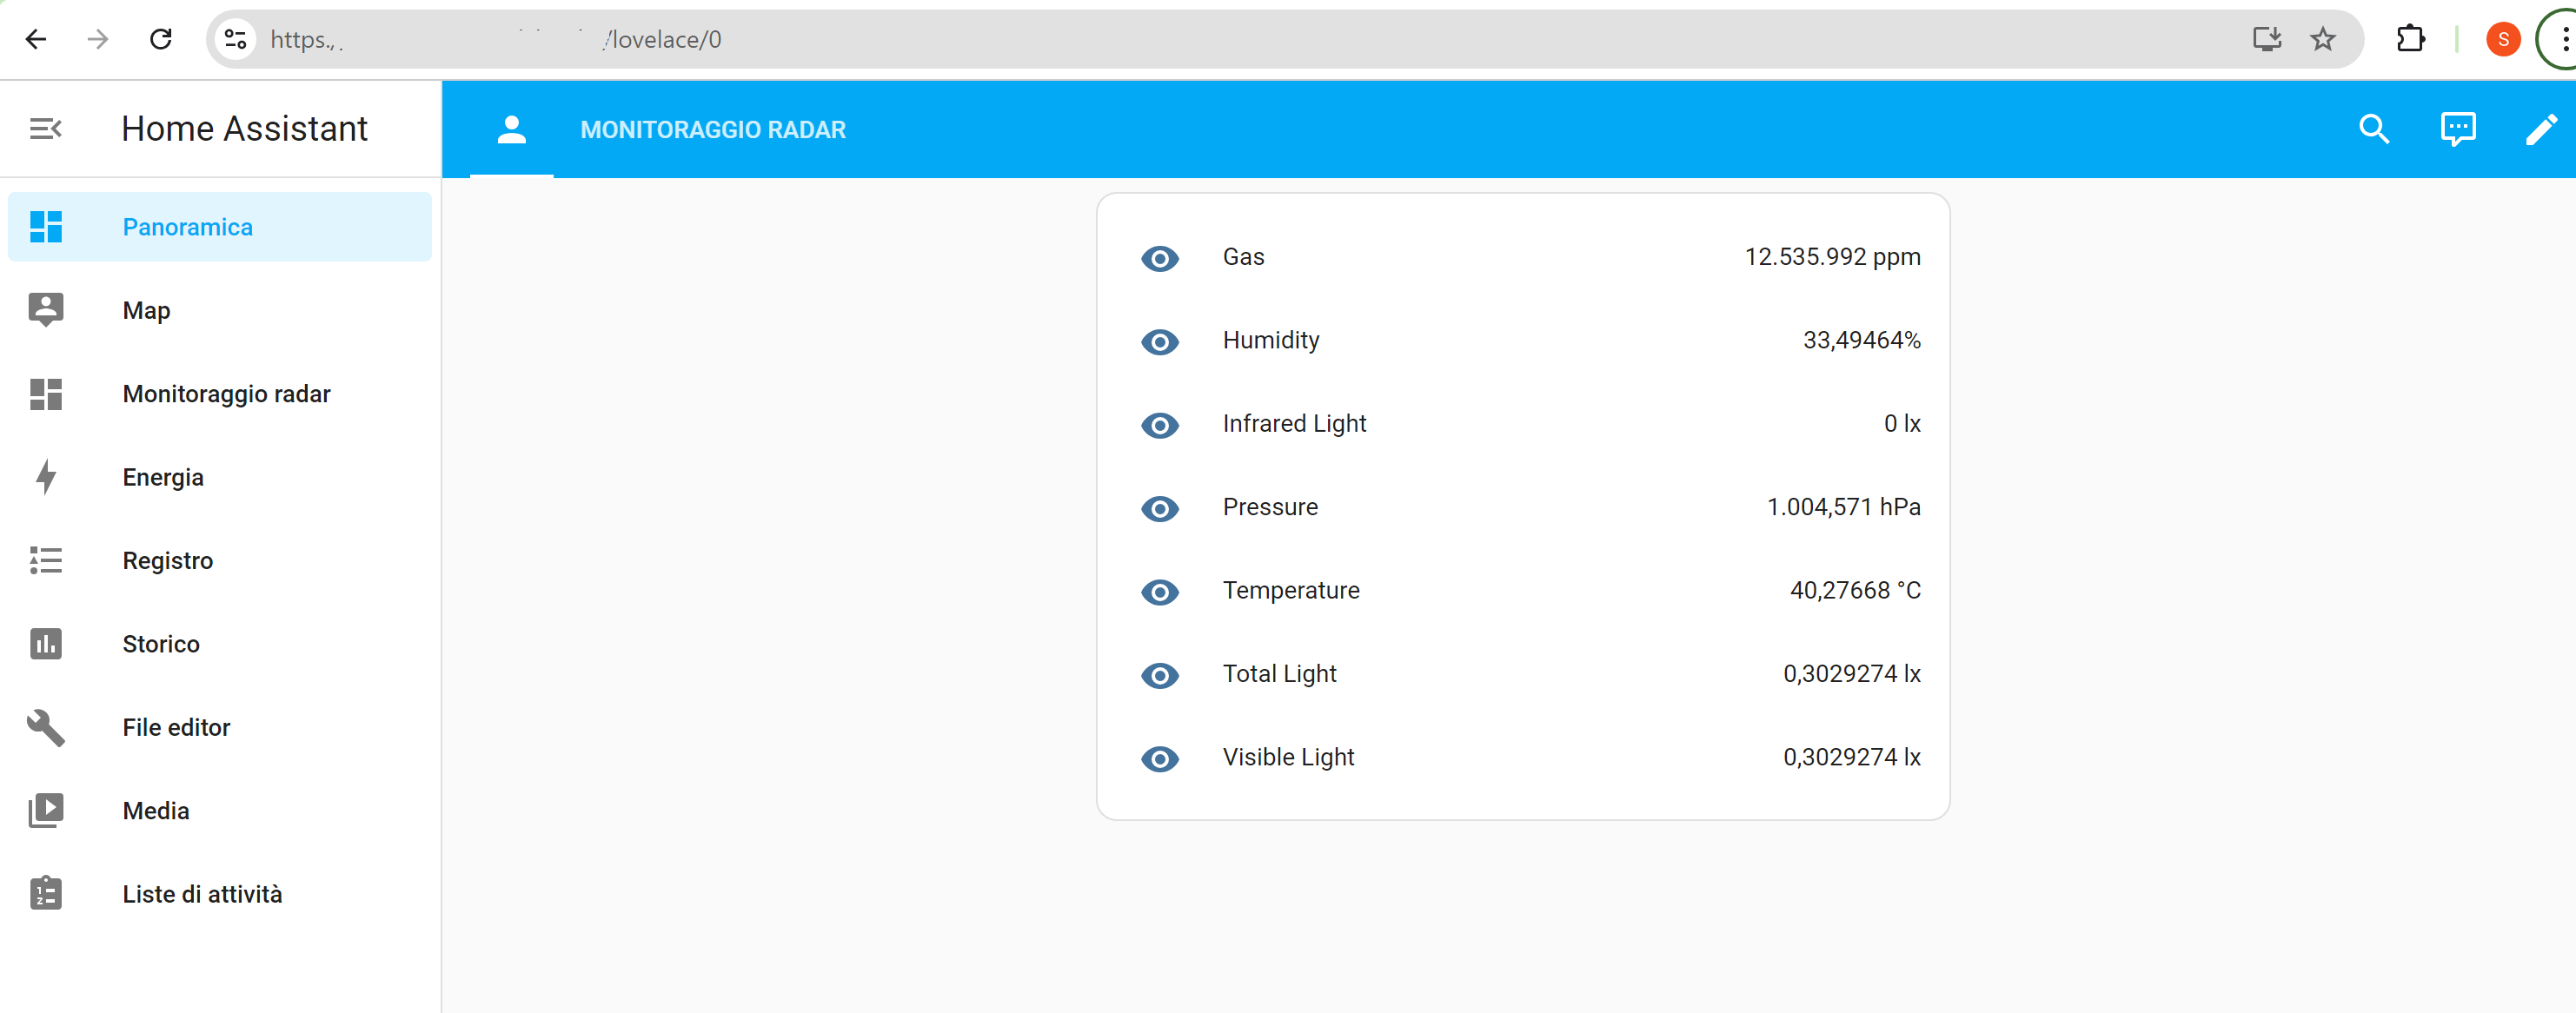 https:
/lovelace/0
S
Home Assistant
MONITORAGGIO RADAR
Panoramica
Map
Monitoraggio radar
Energia
Registro
Storico
File editor
Media
Liste di attività
Gas 12.535.992 ppm
Humidity 33,49464%
Infrared Light 0 lx
Pressure 1.004,571 hPa
Temperature 40,27668 °C
Total Light 0,3029274 lx
Visible Light 0,3029274 lx